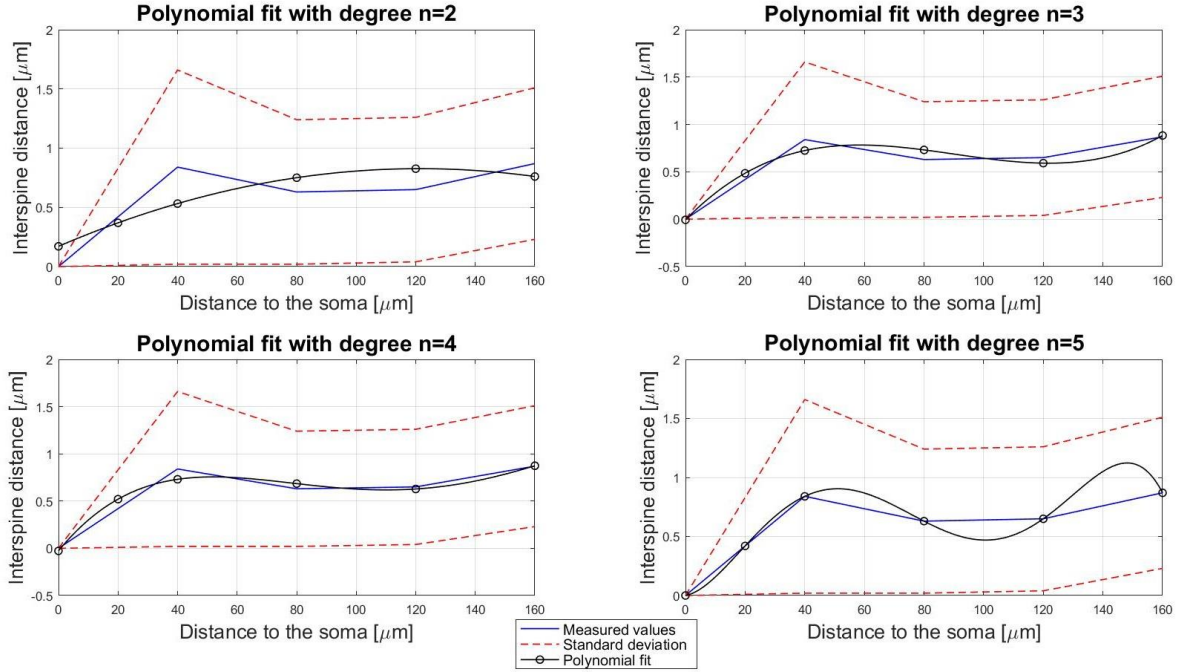 Polynomial fit with degree n=2
Interspine distance [μm]
2
1.5
1
0.5
0
0 20 40 60 80 100 120 140 160
Distance to the soma [μm]
Polynomial fit with degree n=3
Interspine distance [μm]
2
1.5
1
0.5
0
-0.5
0 20 40 60 80 100 120 140 160
Distance to the soma [μm]
Polynomial fit with degree n=4
Interspine distance [μm]
2
1.5
1
0.5
0
-0.5
0 20 40 60 80 100 120 140 160
Distance to the soma [μm]
Polynomial fit with degree n=5
Interspine distance [μm]
2
1.5
1
0.5
0
0 20 40 60 80 100 120 140 160
Distance to the soma [μm]
Measured values
Standard deviation
Polynomial fit